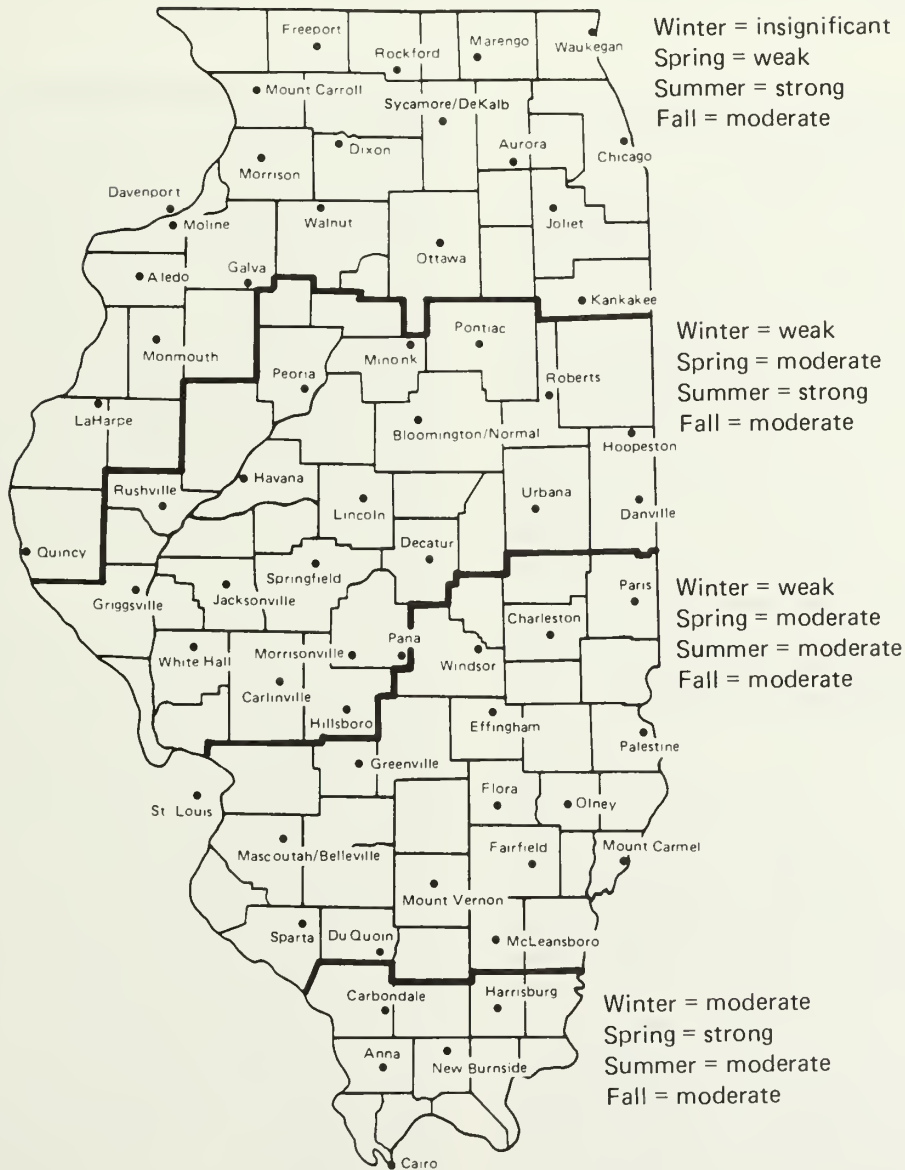 Freeport
Rockford
Marengo
Waukegan
Winter = insignificant
Spring = weak
Summer = strong
Fall = moderate
Mount Carroll
Sycamore/DeKalb
Dixon
Aurora
Chicago
Morrison
Davenport
Moline
Walnut
Joliet
Ottawa
Aledo
Galva
Kankakee
Winter = weak
Spring = moderate
Summer = strong
Fall = moderate
Monmouth
Peoria
Minonk
Pontiac
Roberts
LaHarpe
Bloomington/Normal
Hoopeston
Rushville
Havana
Lincoln
Urbana
Danville
Quincy
Springfield
Decatur
Griggsville
Jacksonville
Charleston
Paris
Winter = weak
Spring = moderate
Summer = moderate
Fall = moderate
White Hall
Morrisonville
Pana
Windsor
Carlinville
Hillsboro
Effingham
Palestine
Greenville
St. Louis
Flora
Olney
Mascoutah/Belleville
Fairfield
Mount Carmel
Mount Vernon
Sparta
DuQuoin
McLeansboro
Carbondale
Harrisburg
Winter = moderate
Spring = strong
Summer = moderate
Fall = moderate
Anna
New Burnside
Cairo